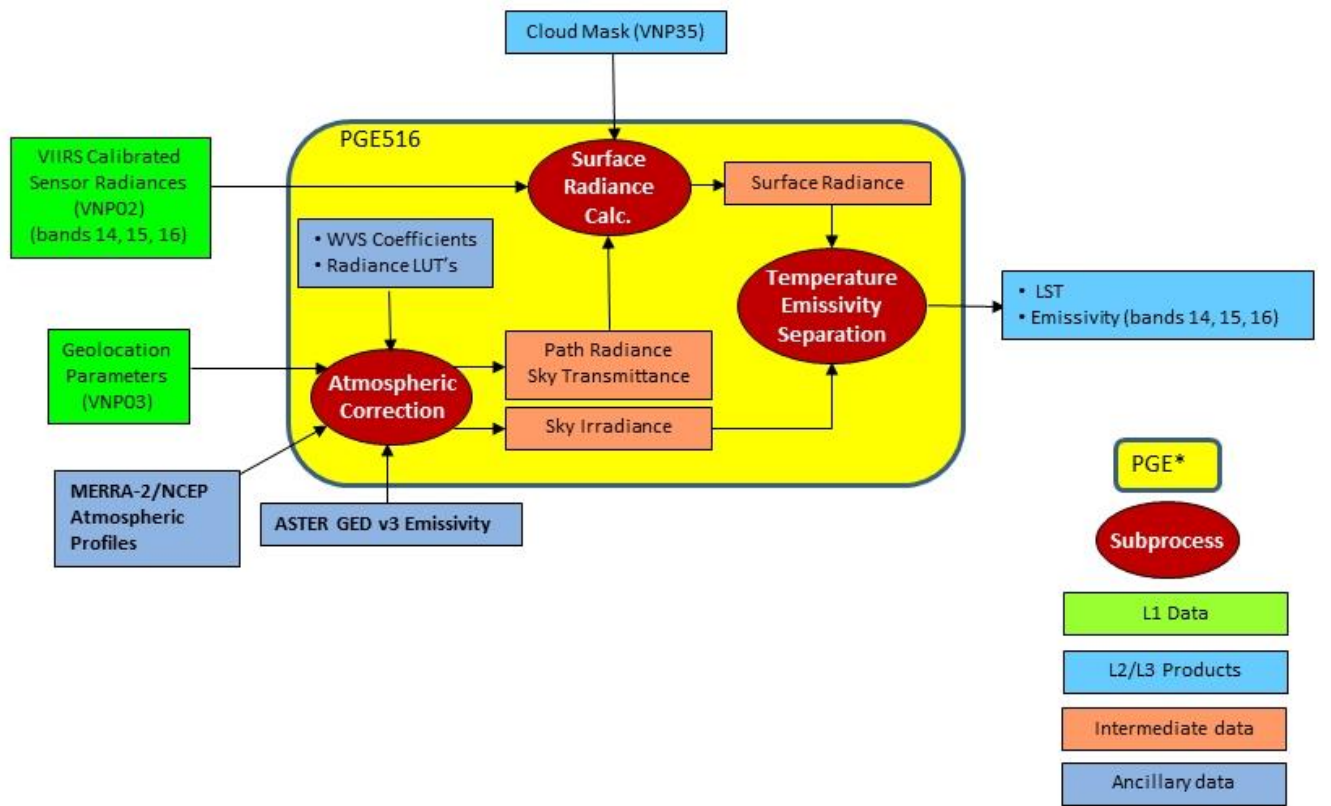 Cloud Mask (VNP35)
PGE516
VIIRS Calibrated
Sensor Radiances
(VNP02)
(bands 14, 15, 16)
Surface
Radiance
Calc.
Surface Radiance
• WVS Coefficients
• Radiance LUT's
Temperature
Emissivity
Separation
• LST
• Emissivity (bands 14, 15, 16)
Geolocation
Parameters
(VNP03)
Atmospheric
Correction
Path Radiance
Sky Transmittance
Sky Irradiance
MERRA-2/NCEP
Atmospheric
Profiles
ASTER GED v3 Emissivity
PGE*
Subprocess
L1 Data
L2/L3 Products
Intermediate data
Ancillary data